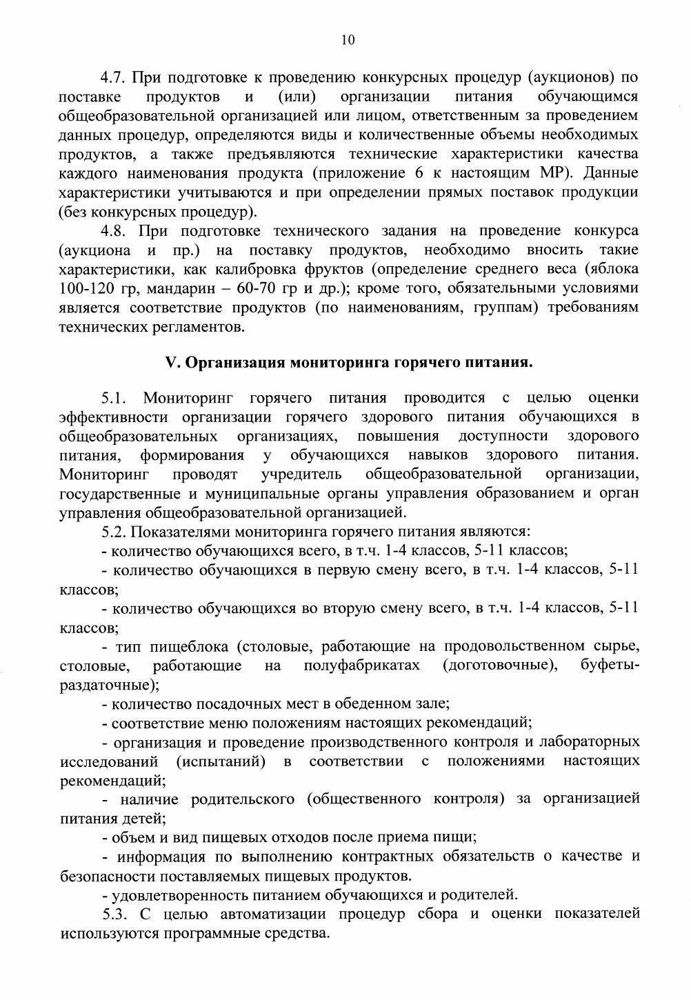 10
4.7. При подготовке к проведению конкурсных процедур (аукционов) по
поставке продуктов и (или) организации питания обучающимся
общеобразовательной организацией или лицом, ответственным за проведением
данных процедур, определяются виды и количественные объемы необходимых
продуктов, а также предъявляются технические характеристики качества
каждого наименования продукта (приложение 6 к настоящим МР). Данные
характеристики учитываются и при определении прямых поставок продукции
(без конкурсных процедур).
4.8. При подготовке технического задания на проведение конкурса
(аукциона и пр.) на поставку продуктов, необходимо вносить такие
характеристики, как калибровка фруктов (определение среднего веса (яблока
100-120 гр, мандарин – 60-70 гр и др.); кроме того, обязательными условиями
является соответствие продуктов (по наименованиям, группам) требованиям
технических регламентов.
V. Организация мониторинга горячего питания.
5.1. Мониторинг горячего питания проводится с целью оценки
эффективности организации горячего здорового питания обучающихся в
общеобразовательных организациях, повышения доступности здорового
питания, формирования у обучающихся навыков здорового питания.
Мониторинг проводят учредитель общеобразовательной организации,
государственные и муниципальные органы управления образованием и орган
управления общеобразовательной организацией.
5.2. Показателями мониторинга горячего питания являются:
- количество обучающихся всего, в т.ч. 1-4 классов, 5-11 классов;
- количество обучающихся в первую смену всего, в т.ч. 1-4 классов, 5-11
классов;
- количество обучающихся во вторую смену всего, в т.ч. 1-4 классов, 5-11
классов;
- тип пищеблока (столовые, работающие на продовольственном сырье,
столовые, работающие на полуфабрикатах (доготовочные), буфеты-
раздаточные);
- количество посадочных мест в обеденном зале;
- соответствие меню положениям настоящих рекомендаций;
- организация и проведение производственного контроля и лабораторных
исследований (испытаний) в соответствии с положениями настоящих
рекомендаций;
- наличие родительского (общественного контроля) за организацией
питания детей;
- объем и вид пищевых отходов после приема пищи;
- информация по выполнению контрактных обязательств о качестве и
безопасности поставляемых пищевых продуктов.
- удовлетворенность питанием обучающихся и родителей.
5.3. С целью автоматизации процедур сбора и оценки показателей
используются программные средства.